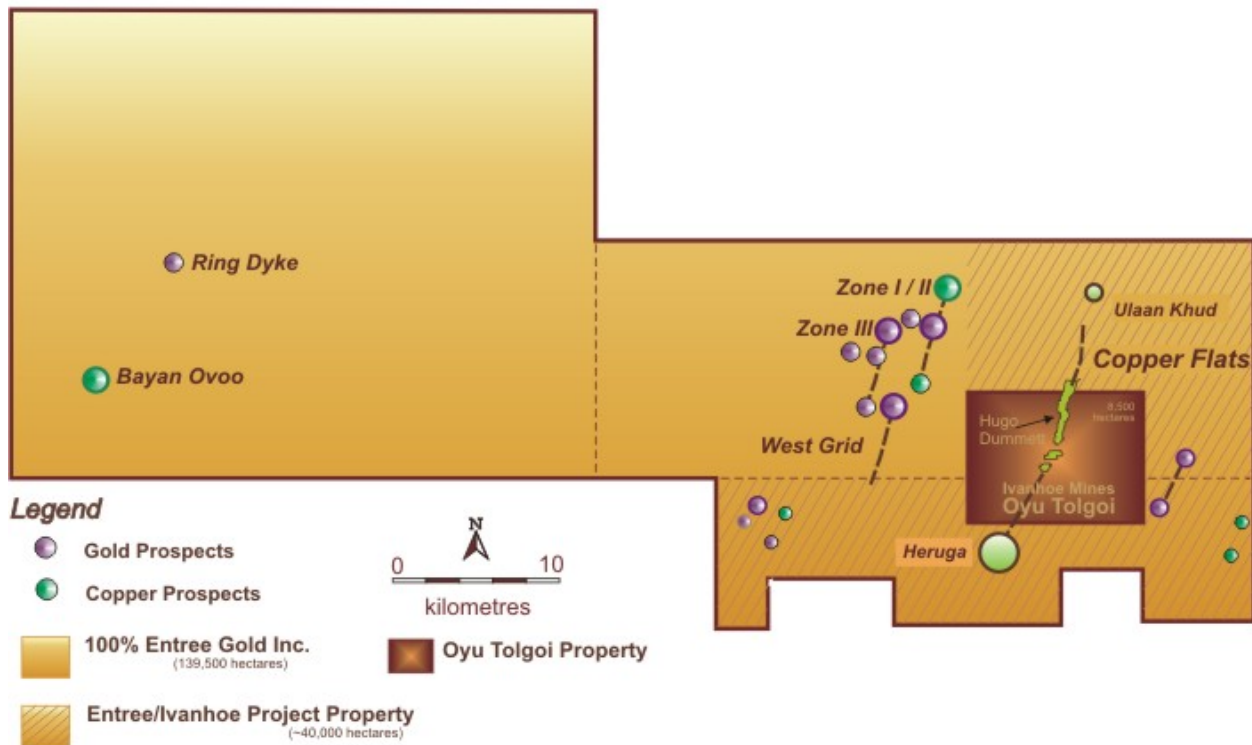 Ring Dyke
Bayan Ovoo
Zone I / II
Zone III
West Grid
Ulaan Khud
Copper Flats
8,500
hectares
Hugo
Dummett
Ivanhoe Mines
Oyu Tolgoi
Heruga
Legend
Gold Prospects
Copper Prospects
N
0 10
kilometres
100% Entree Gold Inc.
(139,500 hectares)
Oyu Tolgoi Property
Entree/Ivanhoe Project Property
(~40,000 hectares)